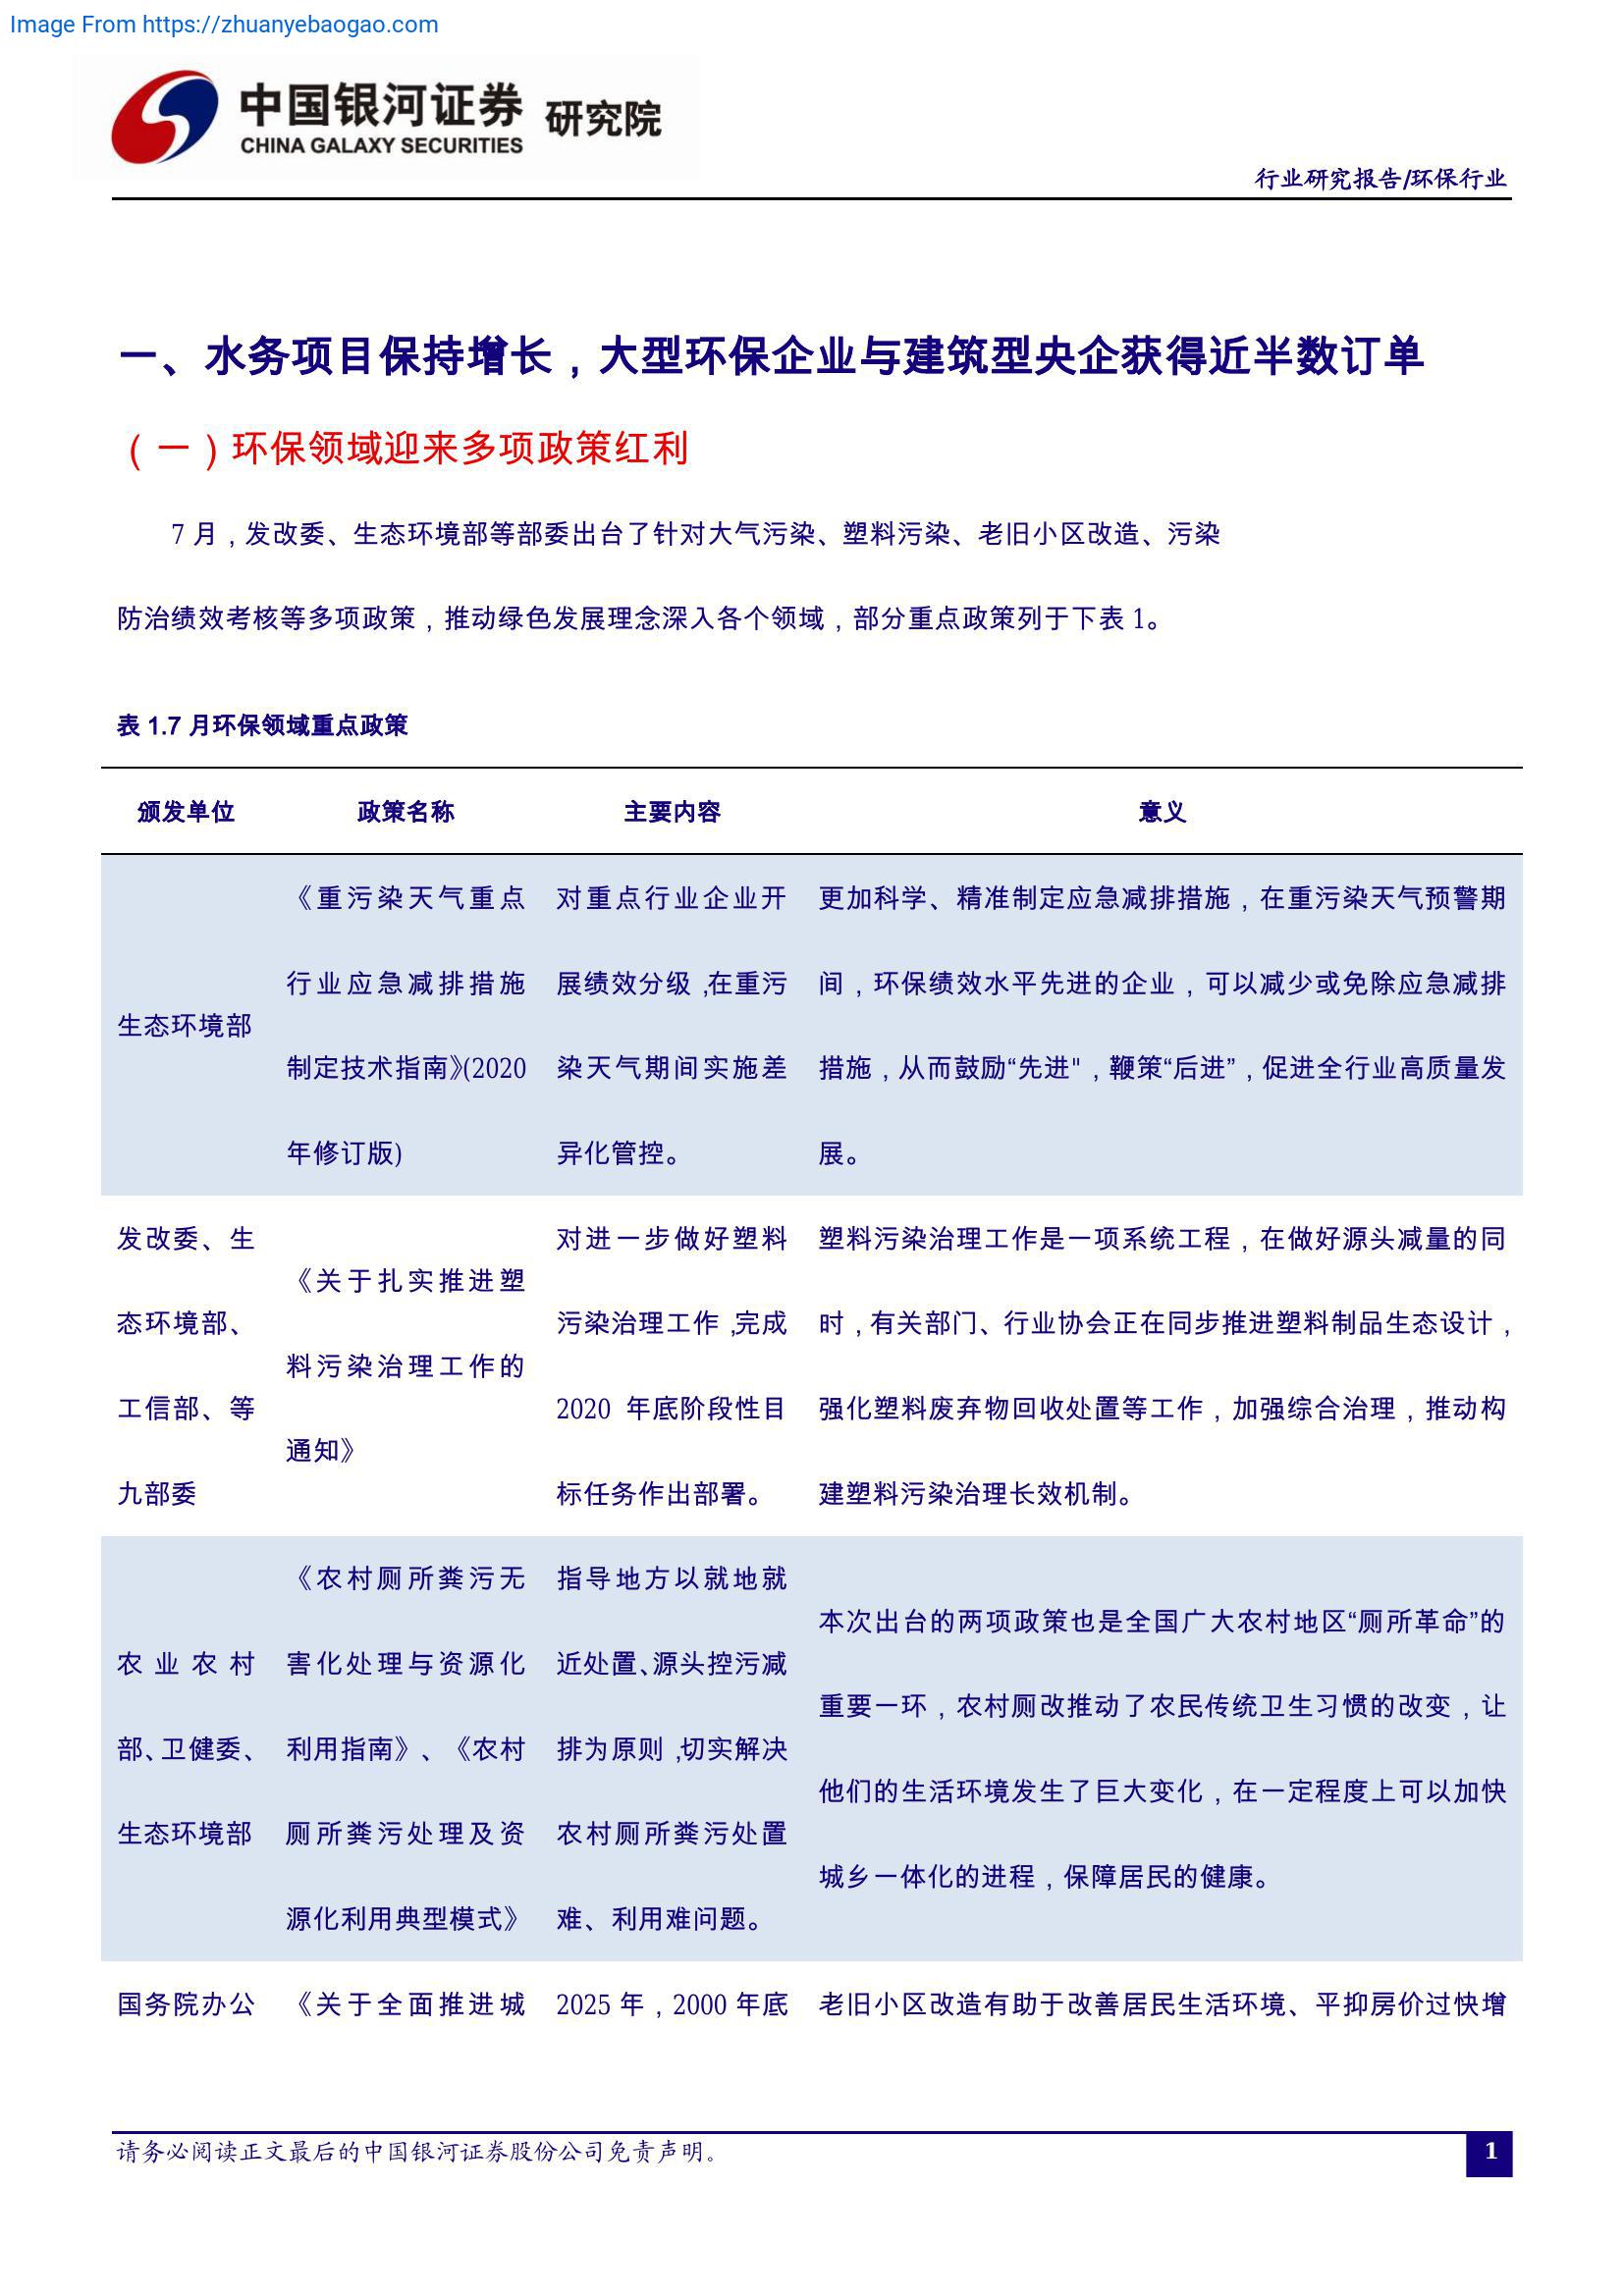 Image From https://zhuanyebaogao.com
中国银河证券 研究院
CHINA GALAXY SECURITIES
行业研究报告/环保行业
一、水务项目保持增长，大型环保企业与建筑型央企获得近半数订单
（一）环保领域迎来多项政策红利
7 月，发改委、生态环境部等部委出台了针对大气污染、塑料污染、老旧小区改造、污染
防治绩效考核等多项政策，推动绿色发展理念深入各个领域，部分重点政策列于下表 1。
表 1.7 月环保领域重点政策
颁发单位 政策名称 主要内容 意义
生态环境部
《重污染天气重点
行业应急减排措施
制定技术指南》(2020
年修订版)
对重点行业企业开
展绩效分级，在重污
染天气期间实施差
异化管控。
更加科学、精准制定应急减排措施，在重污染天气预警期
间，环保绩效水平先进的企业，可以减少或免除应急减排
措施，从而鼓励“先进"，鞭策“后进”，促进全行业高质量发
展。
发改委、生
态环境部、
工信部、等
九部委
《关于扎实推进塑
料污染治理工作的
通知》
对进一步做好塑料
污染治理工作，完成
2020 年底阶段性目
标任务作出部署。
塑料污染治理工作是一项系统工程，在做好源头减量的同
时，有关部门、行业协会正在同步推进塑料制品生态设计，
强化塑料废弃物回收处置等工作，加强综合治理，推动构
建塑料污染治理长效机制。
农业农村
部、卫健委、
生态环境部
《农村厕所粪污无
害化处理与资源化
利用指南》、《农村
厕所粪污处理及资
源化利用典型模式》
指导地方以就地就
近处置、源头控污减
排为原则，切实解决
农村厕所粪污处置
难、利用难问题。
本次出台的两项政策也是全国广大农村地区“厕所革命”的
重要一环，农村厕改推动了农民传统卫生习惯的改变，让
他们的生活环境发生了巨大变化，在一定程度上可以加快
城乡一体化的进程，保障居民的健康。
国务院办公
《关于全面推进城
2025 年，2000 年底
老旧小区改造有助于改善居民生活环境、平抑房价过快增
请务必阅读正文最后的中国银河证券股份公司免责声明。
1